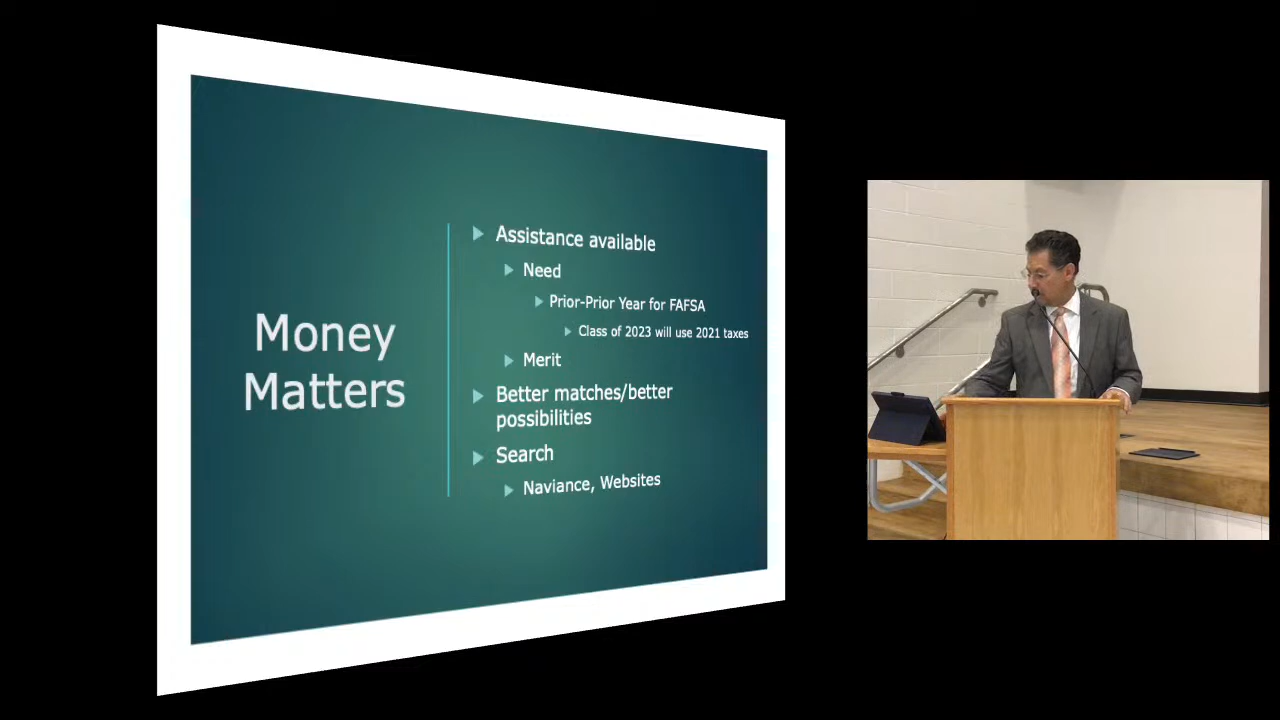 Money
Matters
Assistance available
Need
Prior-Prior Year for FAFSA
Class of 2023 will use 2021 taxes
Merit
Better matches/better
possibilities
Search
Naviance, Websites